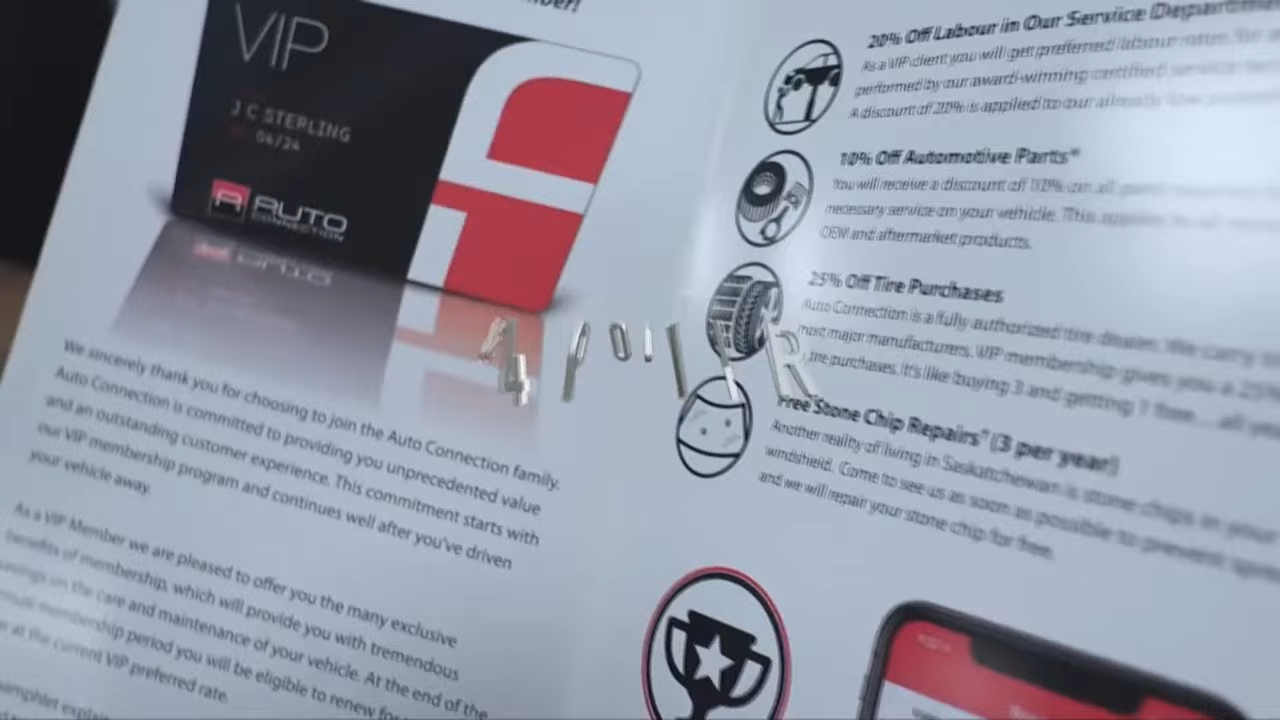 VIP
J C STERLING
04/24
A AUTO
CONNECTION
We sincerely thank you for choosing to join the Auto Connection family.
Auto Connection is committed to providing you unprecedented value
and an outstanding customer experience. This commitment starts with
our VIP membership program and continues well after you've driven
your vehicle away.
As a VIP Member we are pleased to offer you the many exclusive
benefits of membership, which will provide you with tremendous
savings on the care and maintenance of your vehicle. At the end of the
membership period you will be eligible to renew for
at the current VIP preferred rate.
20% Off Labour in Our Service
As a VIP client you will get preferred labour rates for
performed by our award-winning certified service
A discount of 20% is applied to our already low
10% Off Automotive Parts*
You will receive a discount of 10% on all
necessary service on your vehicle. This applies to all
OEM and aftermarket products.
25% Off Tire Purchases
Auto Connection is a fully authorized tire dealer. We carry
most major manufacturers. VIP membership gives you a 25%
tire purchases. It's like buying 3 and getting 1 free... all
Free Stone Chip Repairs* (3 per year)
Another reality of living in Saskatchewan is stone chips in your
windshield. Come to see us as soon as possible to prevent
and we will repair your stone chip for free.